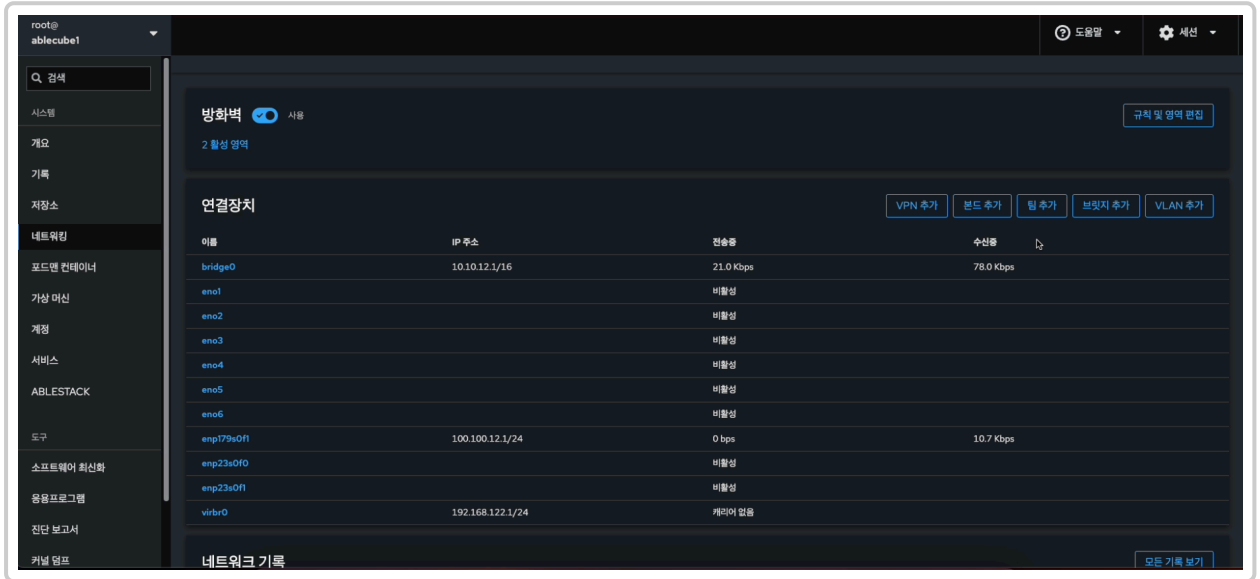 root@
ablecube1
도움말
세션
검색
시스템
개요
기록
저장소
네트워킹
포드맨 컨테이너
가상 머신
계정
서비스
ABLESTACK
도구
소프트웨어 최신화
응용프로그램
진단 보고서
커널 덤프
방화벽 사용 규칙 및 영역 편집
2 활성 영역
연결장치 VPN 추가 본드 추가 팀 추가 브릿지 추가 VLAN 추가
이름 IP 주소 전송중 수신중
bridge0 10.10.12.1/16 21.0 Kbps 78.0 Kbps
eno1 비활성
eno2 비활성
eno3 비활성
eno4 비활성
eno5 비활성
eno6 비활성
enp179s0f1 100.100.12.1/24 0 bps 10.7 Kbps
enp23s0f0 비활성
enp23s0f1 비활성
virbr0 192.168.122.1/24 캐리어 없음
네트워크 기록 모든 기록 보기